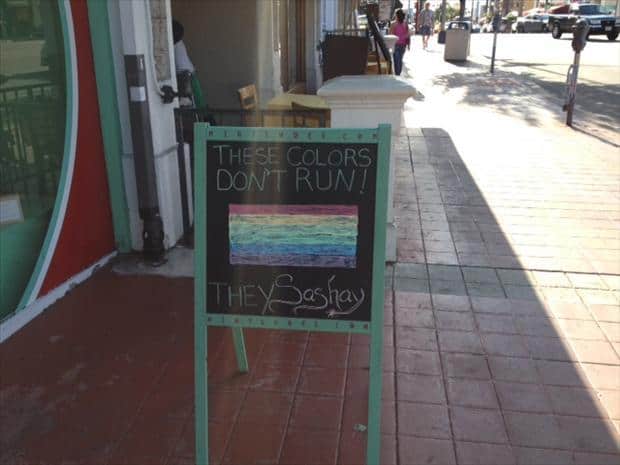 THESE COLORS
DON'T RUN!
THEY Sashay